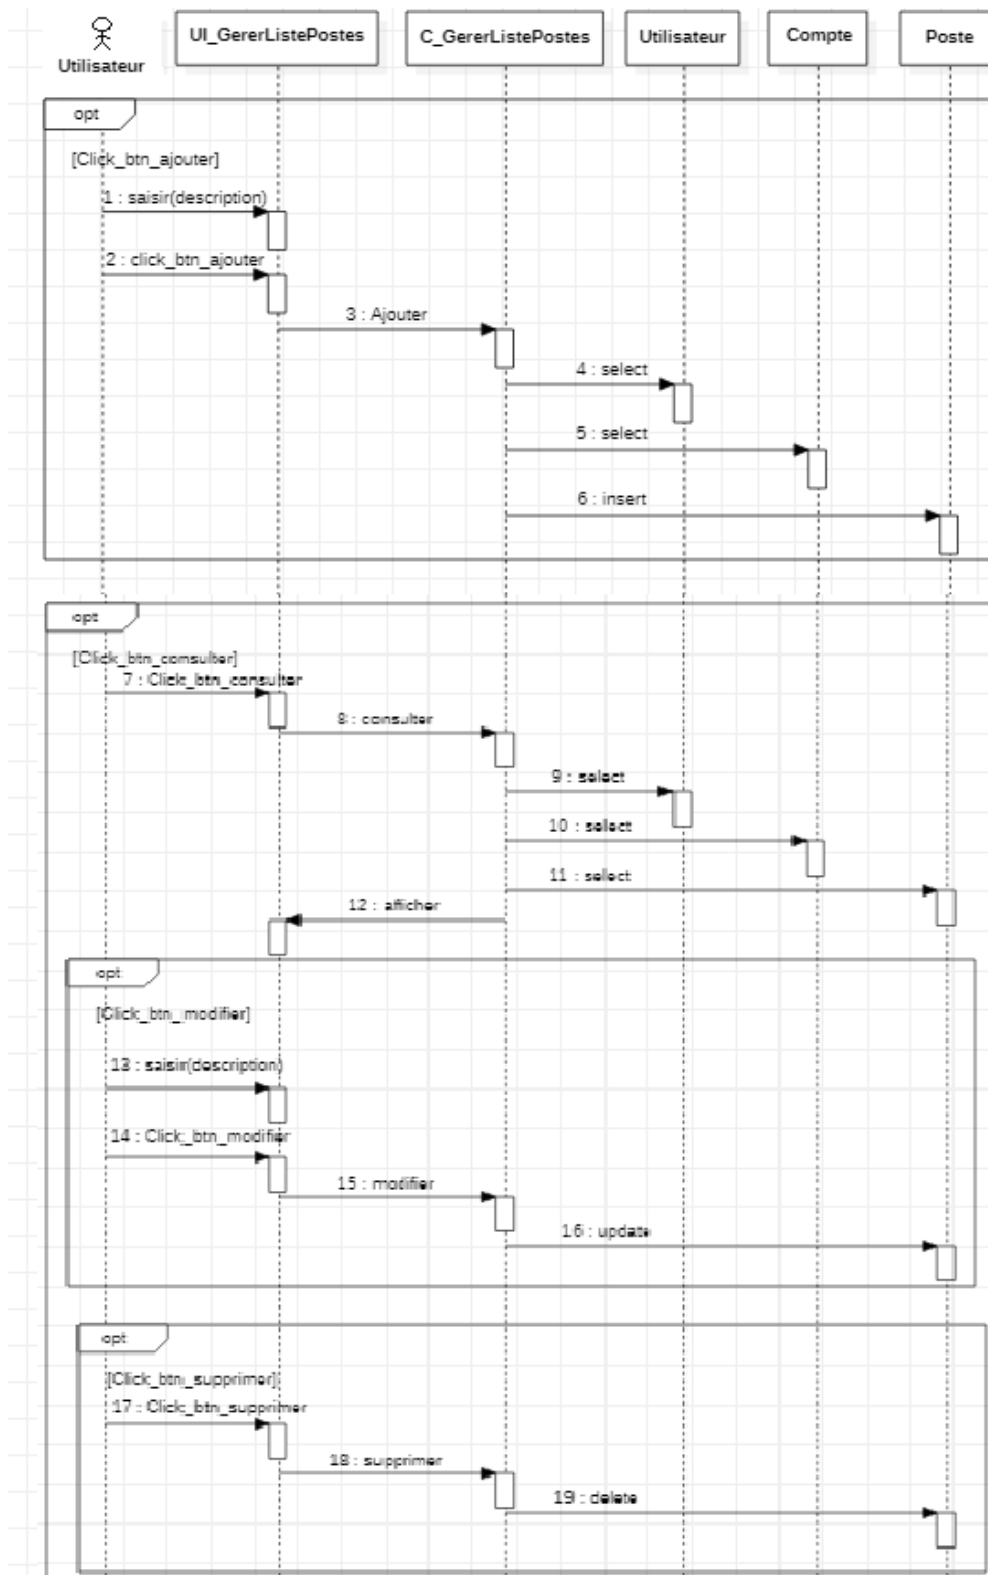 Utilisateur
UI_GererListePostes
C_GererListePostes
Utilisateur
Compte
Poste
opt
[Click_btn_ajouter]
1 : saisir(description)
2 : click_btn_ajouter
3 : Ajouter
4 : select
5 : select
6 : insert
opt
[Click_btn_comsulter]
7 : Click_btn_consulter
8 : consulter
9 : select
10 : select
11 : select
12 : afficher
opt
[Click_btn_modifier]
13 : saisir(description)
14 : Click_btn_modifier
15 : modifier
16 : update
opt
[Click_btn_supprimer]
17 : Click_btn_supprimer
18 : supprimer
19 : delete